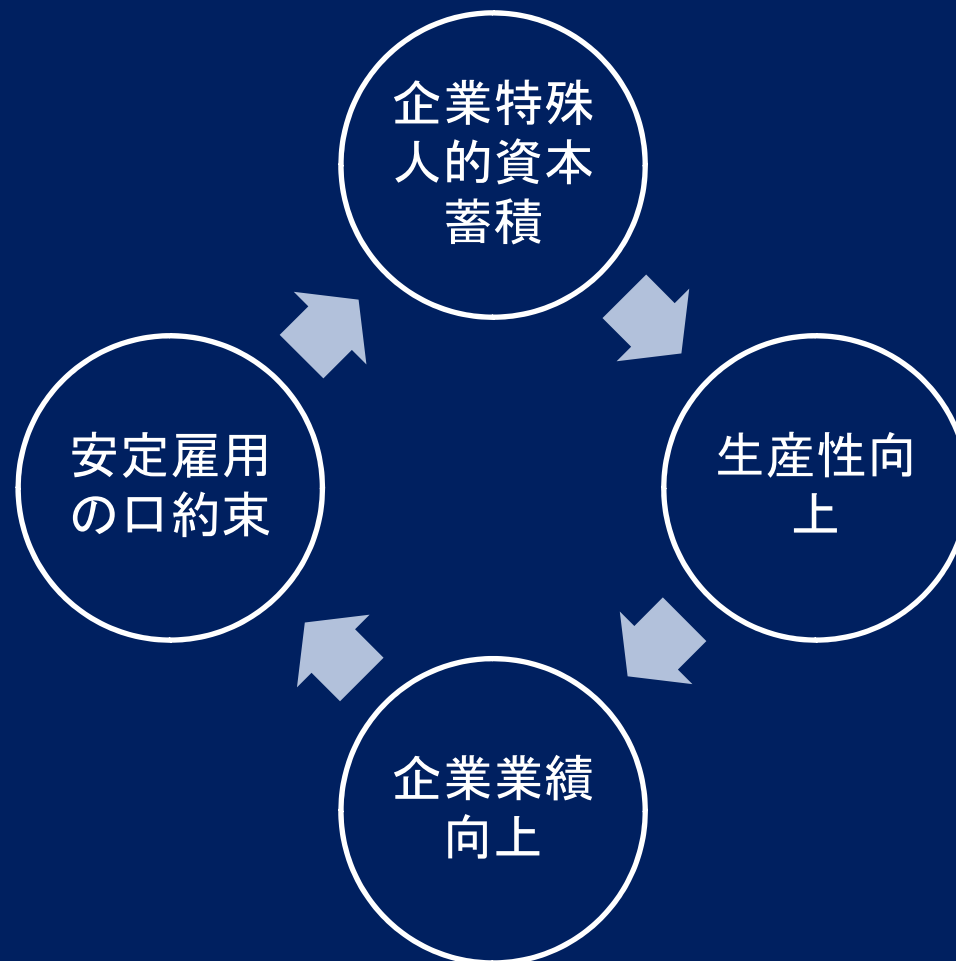 企業特殊
人的資本
蓄積
安定雇用
の口約束
生産性向
上
企業業績
向上